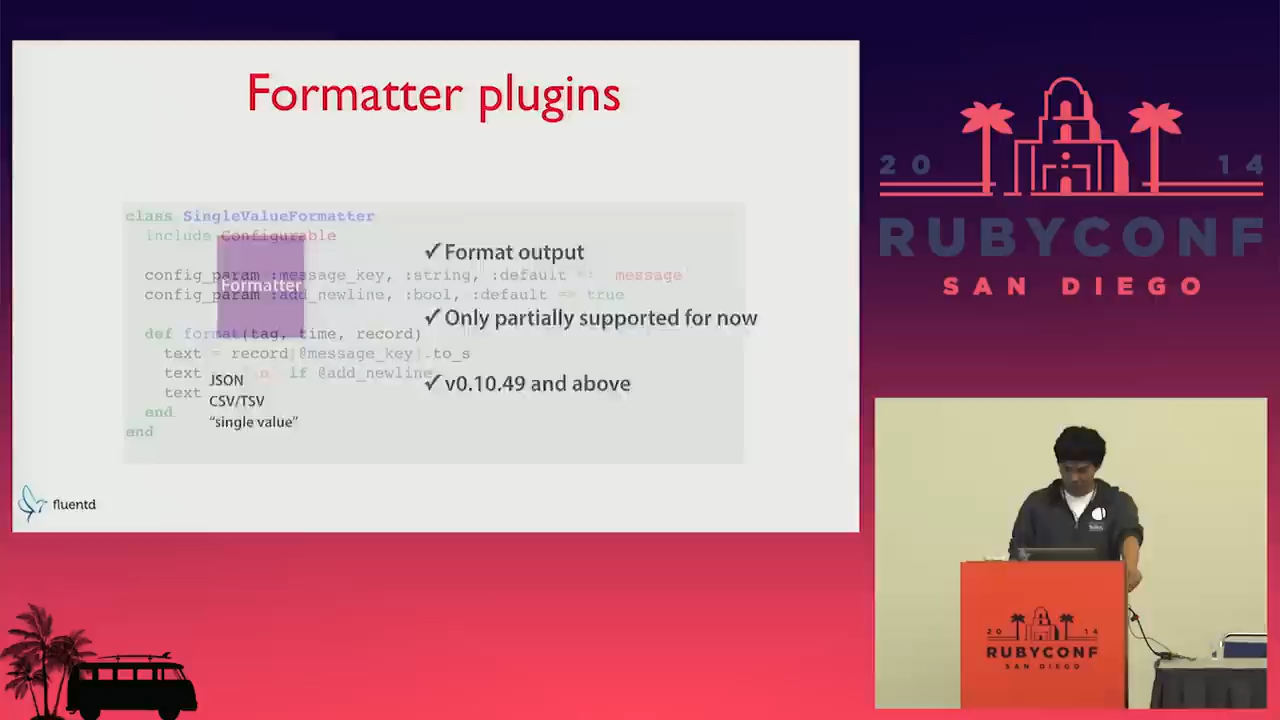 Formatter plugins
class SingleValueFormatter
include Configurable
config_param :message_key, :string, :default => message
config_param :add_newline, :bool, :default => true
def format(tag, time, record)
text = record[@message_key].to_s
text if @add_newline
text
end
end
Formatter
JSON
CSV/TSV
“single value”
✓Format output
✓Only partially supported for now
✓v0.10.49 and above
fluentd
20 14
RUBYCONF
SAN DIEGO
20 14
RUBYCONF
SAN DIEGO